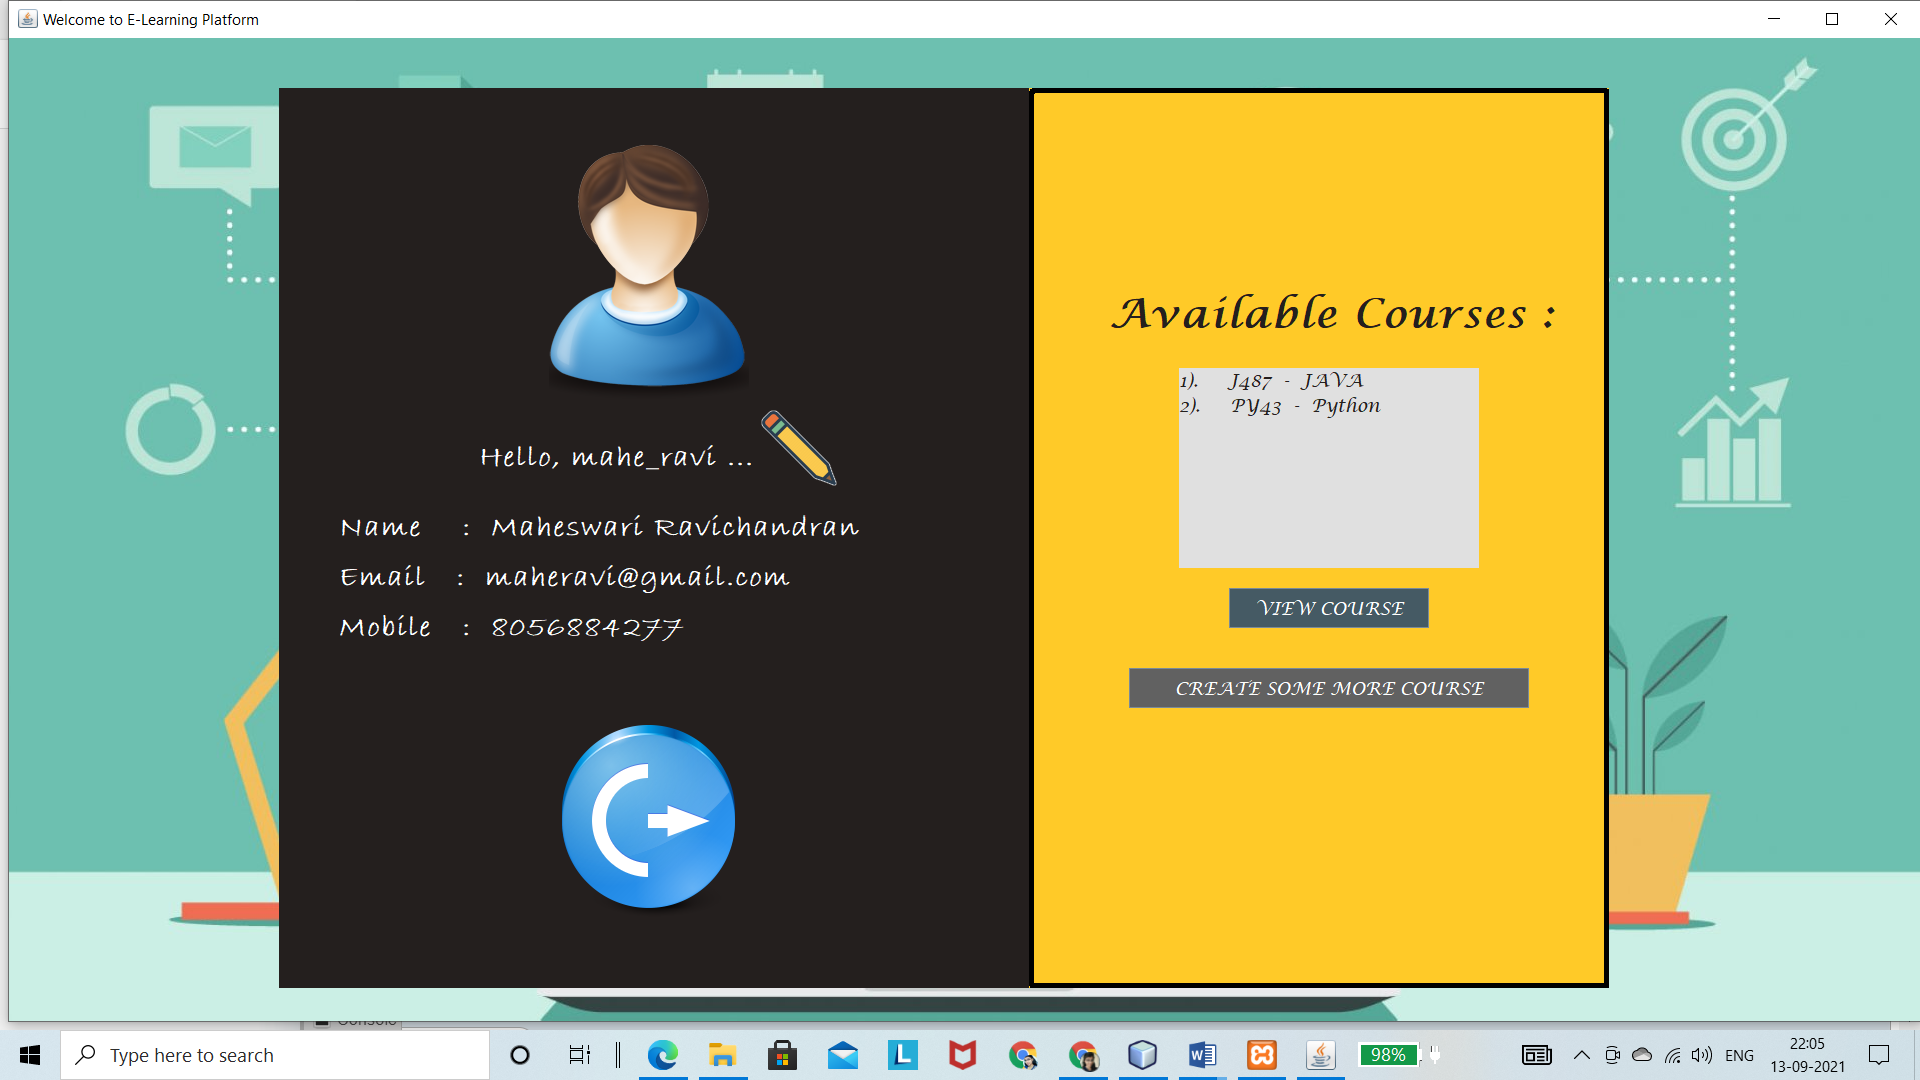 Welcome to E-Learning Platform
Hello, mahe_ravi ...
Name : Maheswari Ravichandran
Email : maheravi@gmail.com
Mobile : 8056884277
Available Courses :
1). J487 - JAVA
2). PY43 - Python
VIEW COURSE
CREATE SOME MORE COURSE
Console
Type here to search
L
W
98%
ENG
22:05
13-09-2021